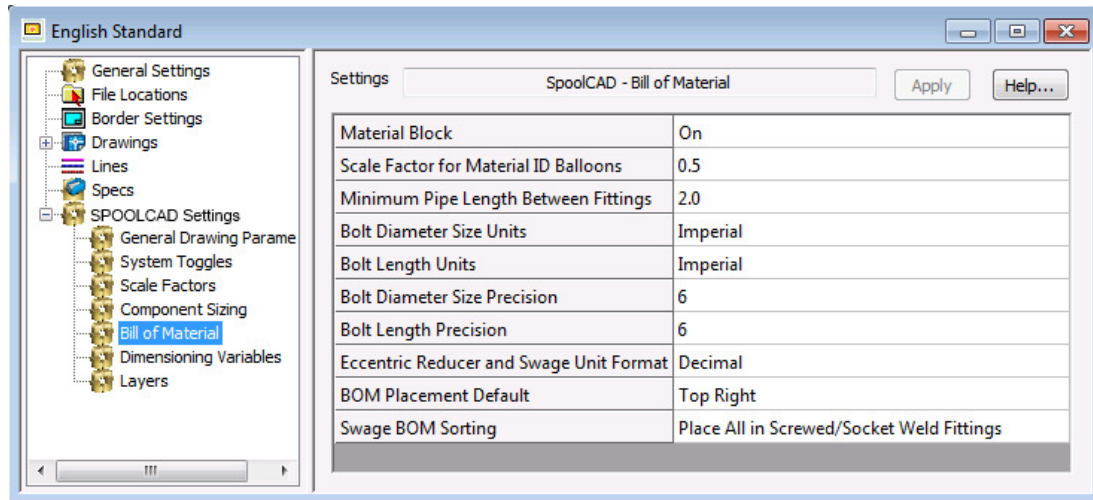 English Standard
General Settings
File Locations
Border Settings
Drawings
Lines
Specs
SPOOLCAD Settings
General Drawing Parame
System Toggles
Scale Factors
Component Sizing
Bill of Material
Dimensioning Variables
Layers
Settings SpoolCAD - Bill of Material Apply Help...
Material Block On
Scale Factor for Material ID Balloons 0.5
Minimum Pipe Length Between Fittings 2.0
Bolt Diameter Size Units Imperial
Bolt Length Units Imperial
Bolt Diameter Size Precision 6
Bolt Length Precision 6
Eccentric Reducer and Swage Unit Format Decimal
BOM Placement Default Top Right
Swage BOM Sorting Place All in Screwed/Socket Weld Fittings